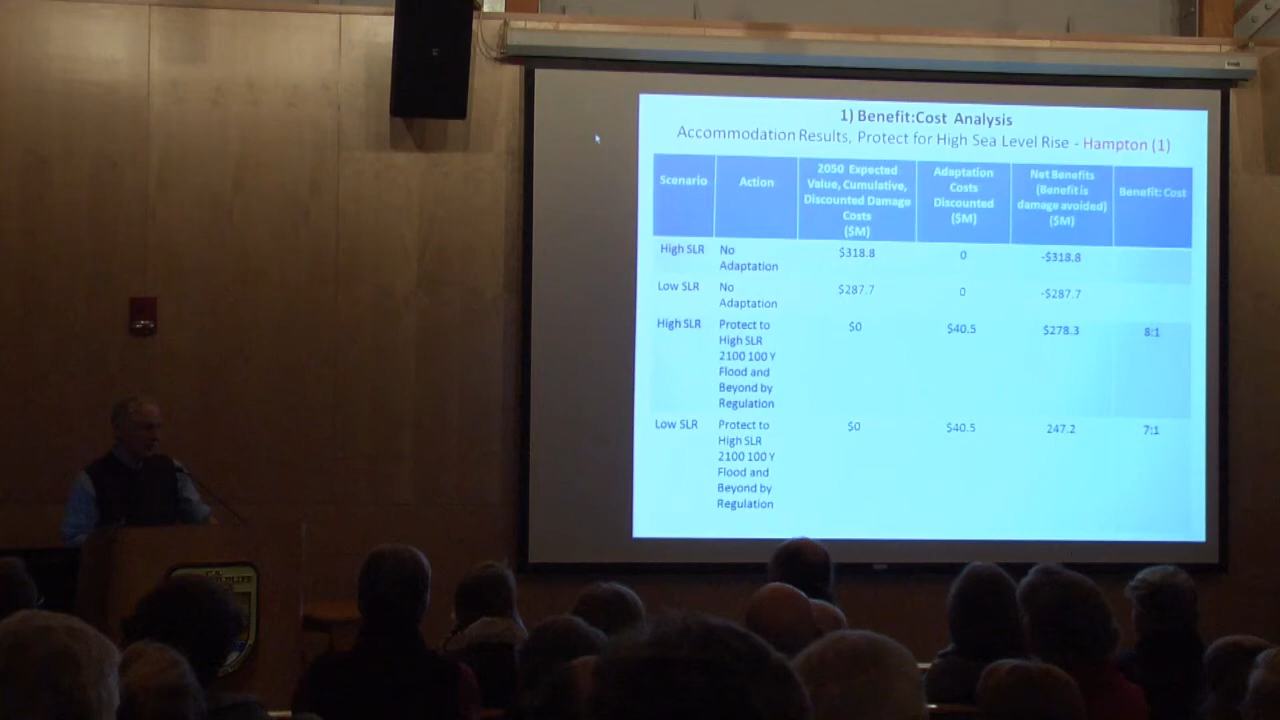 1) Benefit:Cost Analysis
Accommodation Results, Protect for High Sea Level Rise - Hampton (1)
Scenario Action 2050 Expected Value, Cumulative, Discounted Damage Costs ($M) Adaptation Costs Discounted ($M) Net Benefits (Benefit is damage avoided) ($M) Benefit: Cost
High SLR No Adaptation $318.8 0 -$318.8
Low SLR No Adaptation $287.7 0 -$287.7
High SLR Protect to High SLR 2100 100 Y Flood and Beyond by Regulation $0 $40.5 $278.3 8:1
Low SLR Protect to High SLR 2100 100 Y Flood and Beyond by Regulation $0 $40.5 247.2 7:1